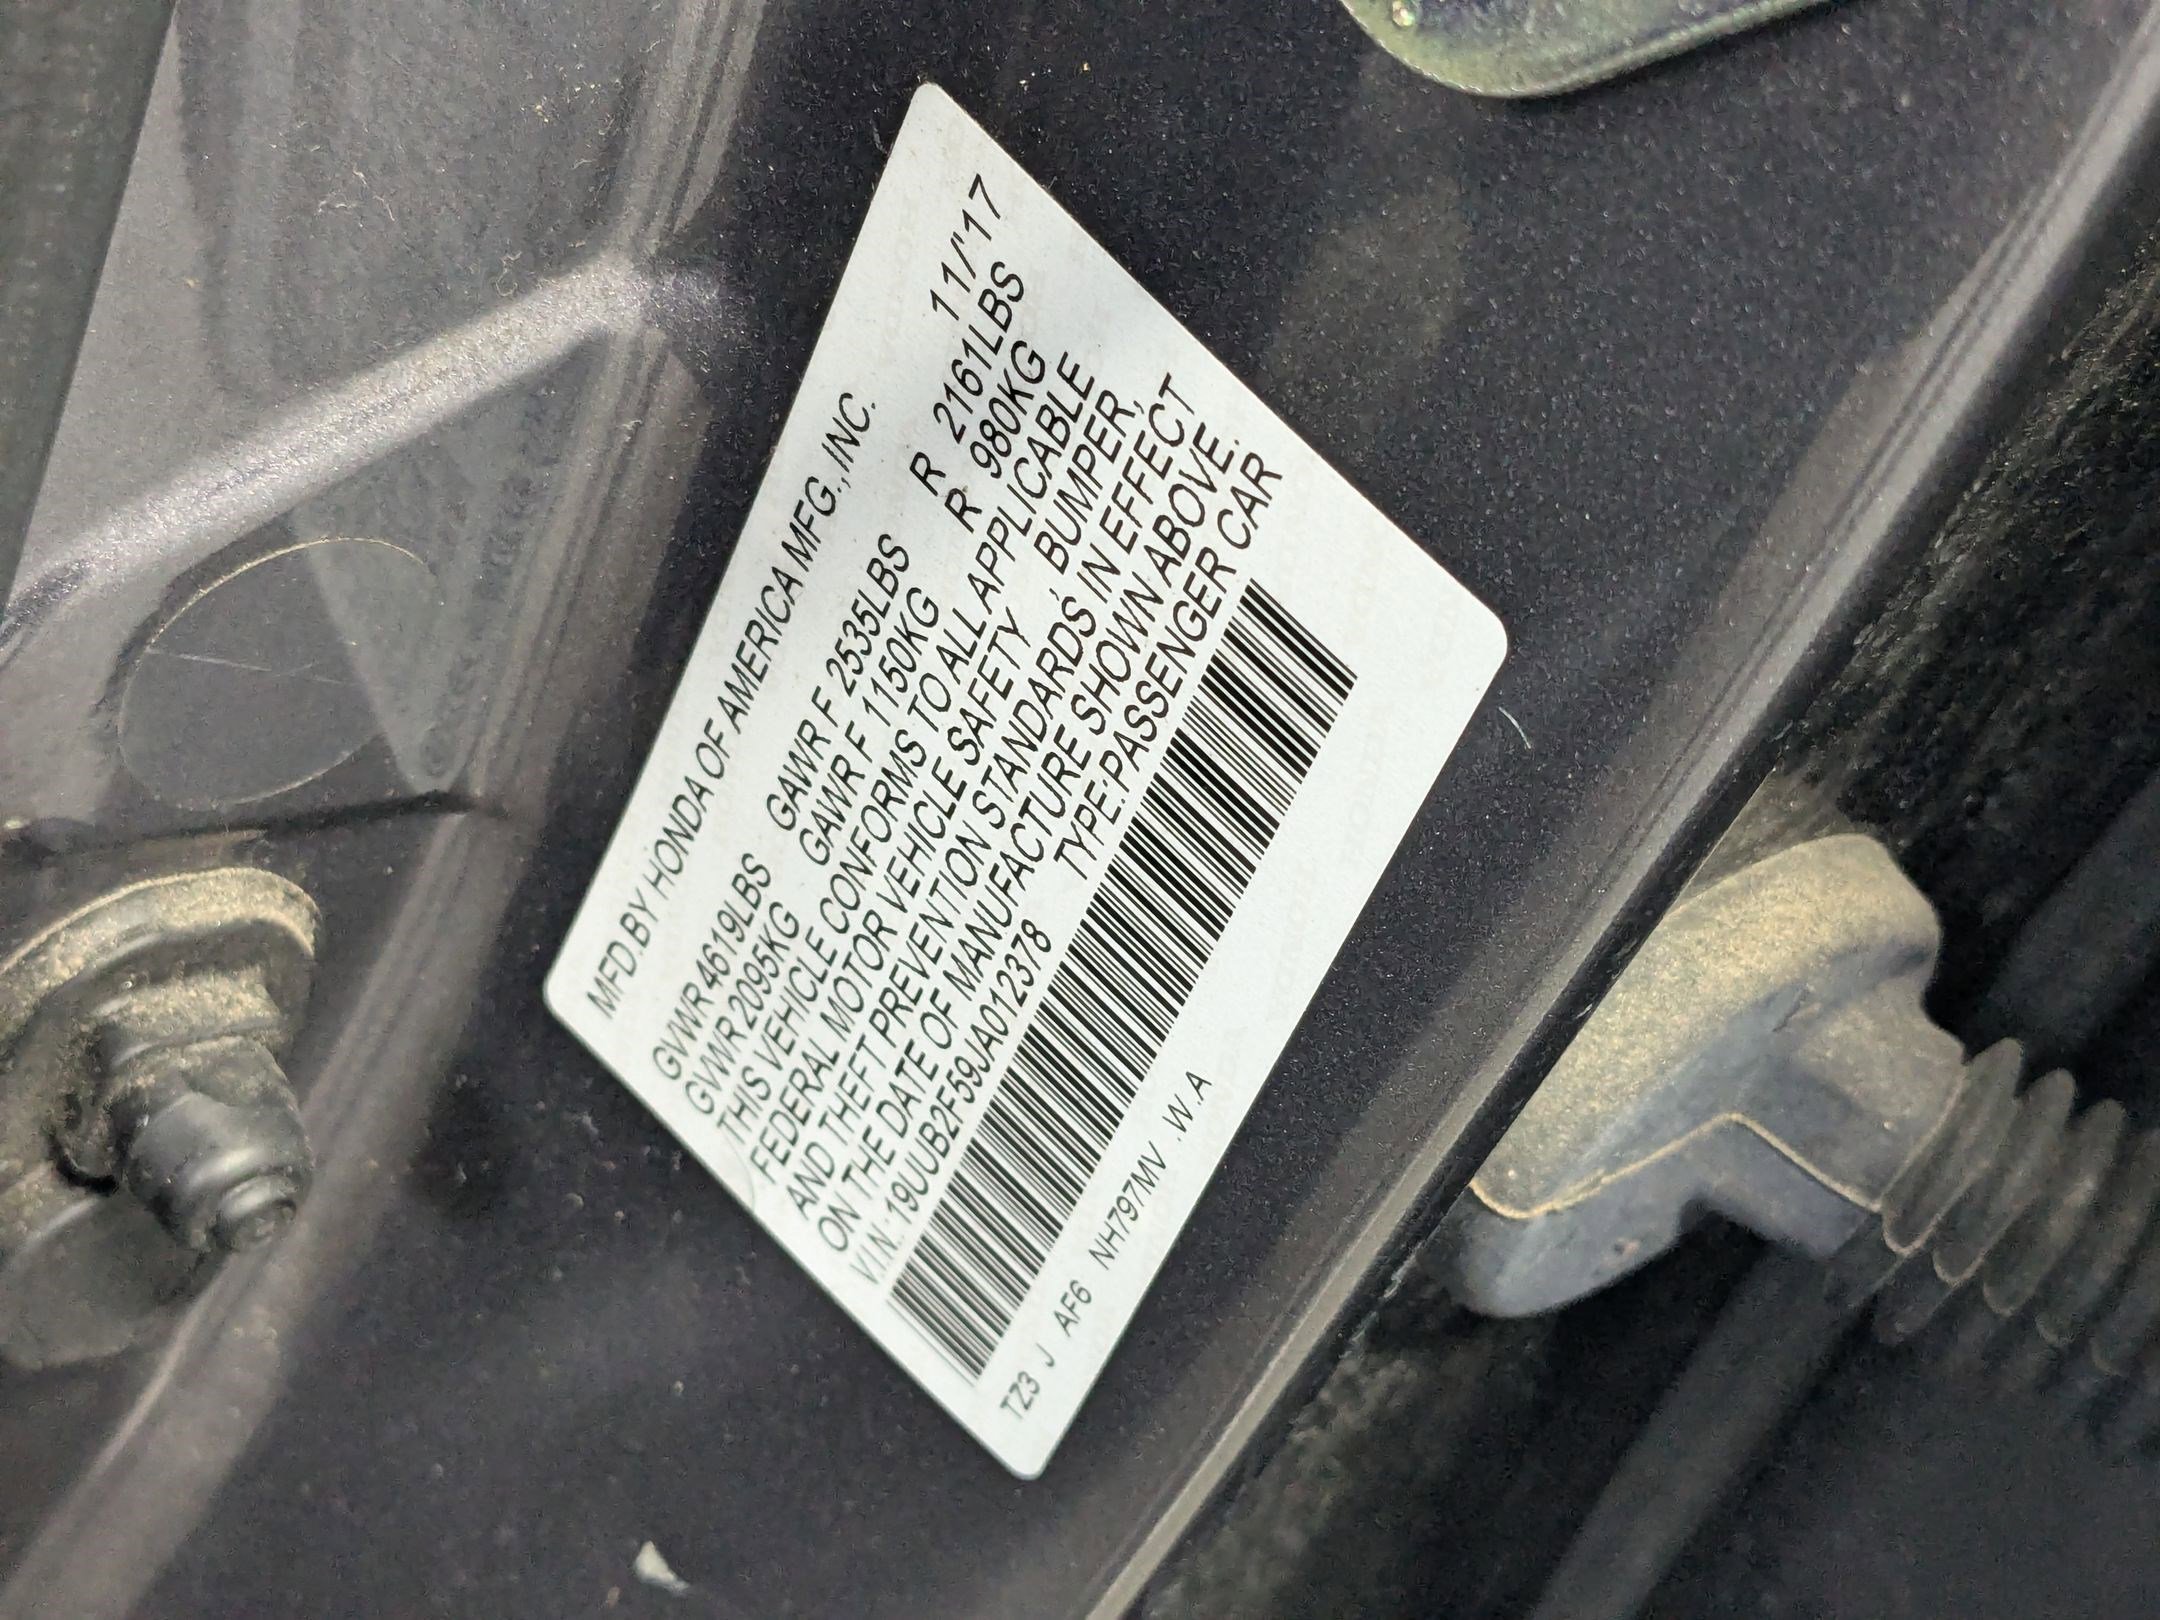 MFD.BY HONDA OF AMERICA MFG.,INC. 11/'17
GVWR 4619LBS GAWR F 2535LBS R 2161LBS
GVWR 2095KG GAWR F 1150KG R 980KG
THIS VEHICLE CONFORMS TO ALL APPLICABLE
FEDERAL MOTOR VEHICLE SAFETY, BUMPER,
AND THEFT PREVENTION STANDARDS IN EFFECT
ON THE DATE OF MANUFACTURE SHOWN ABOVE.
V.I.N.:19UUB2F59JA012378 TYPE:PASSENGER CAR
TZ3 J AF6 NH797MV .W.A